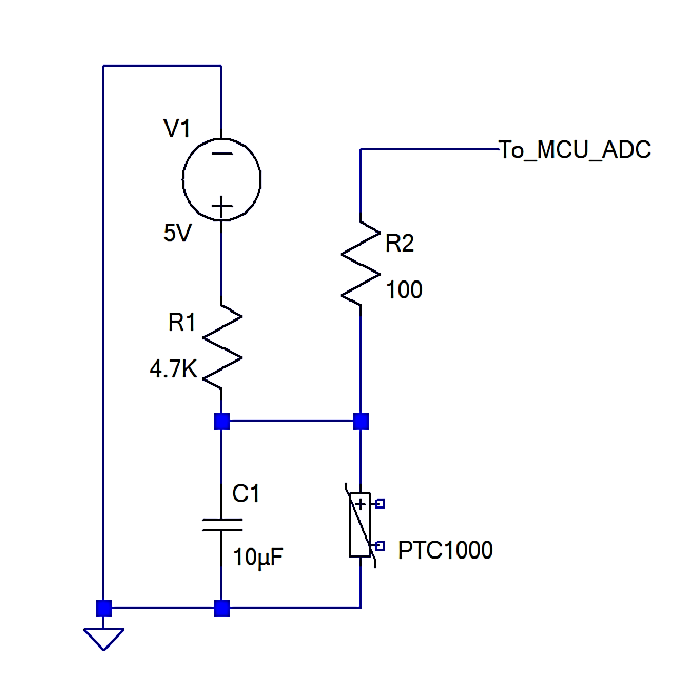 V1
To_MCU_ADC
5V
R2
100
R1
4.7K
C1
10µF
PTC1000